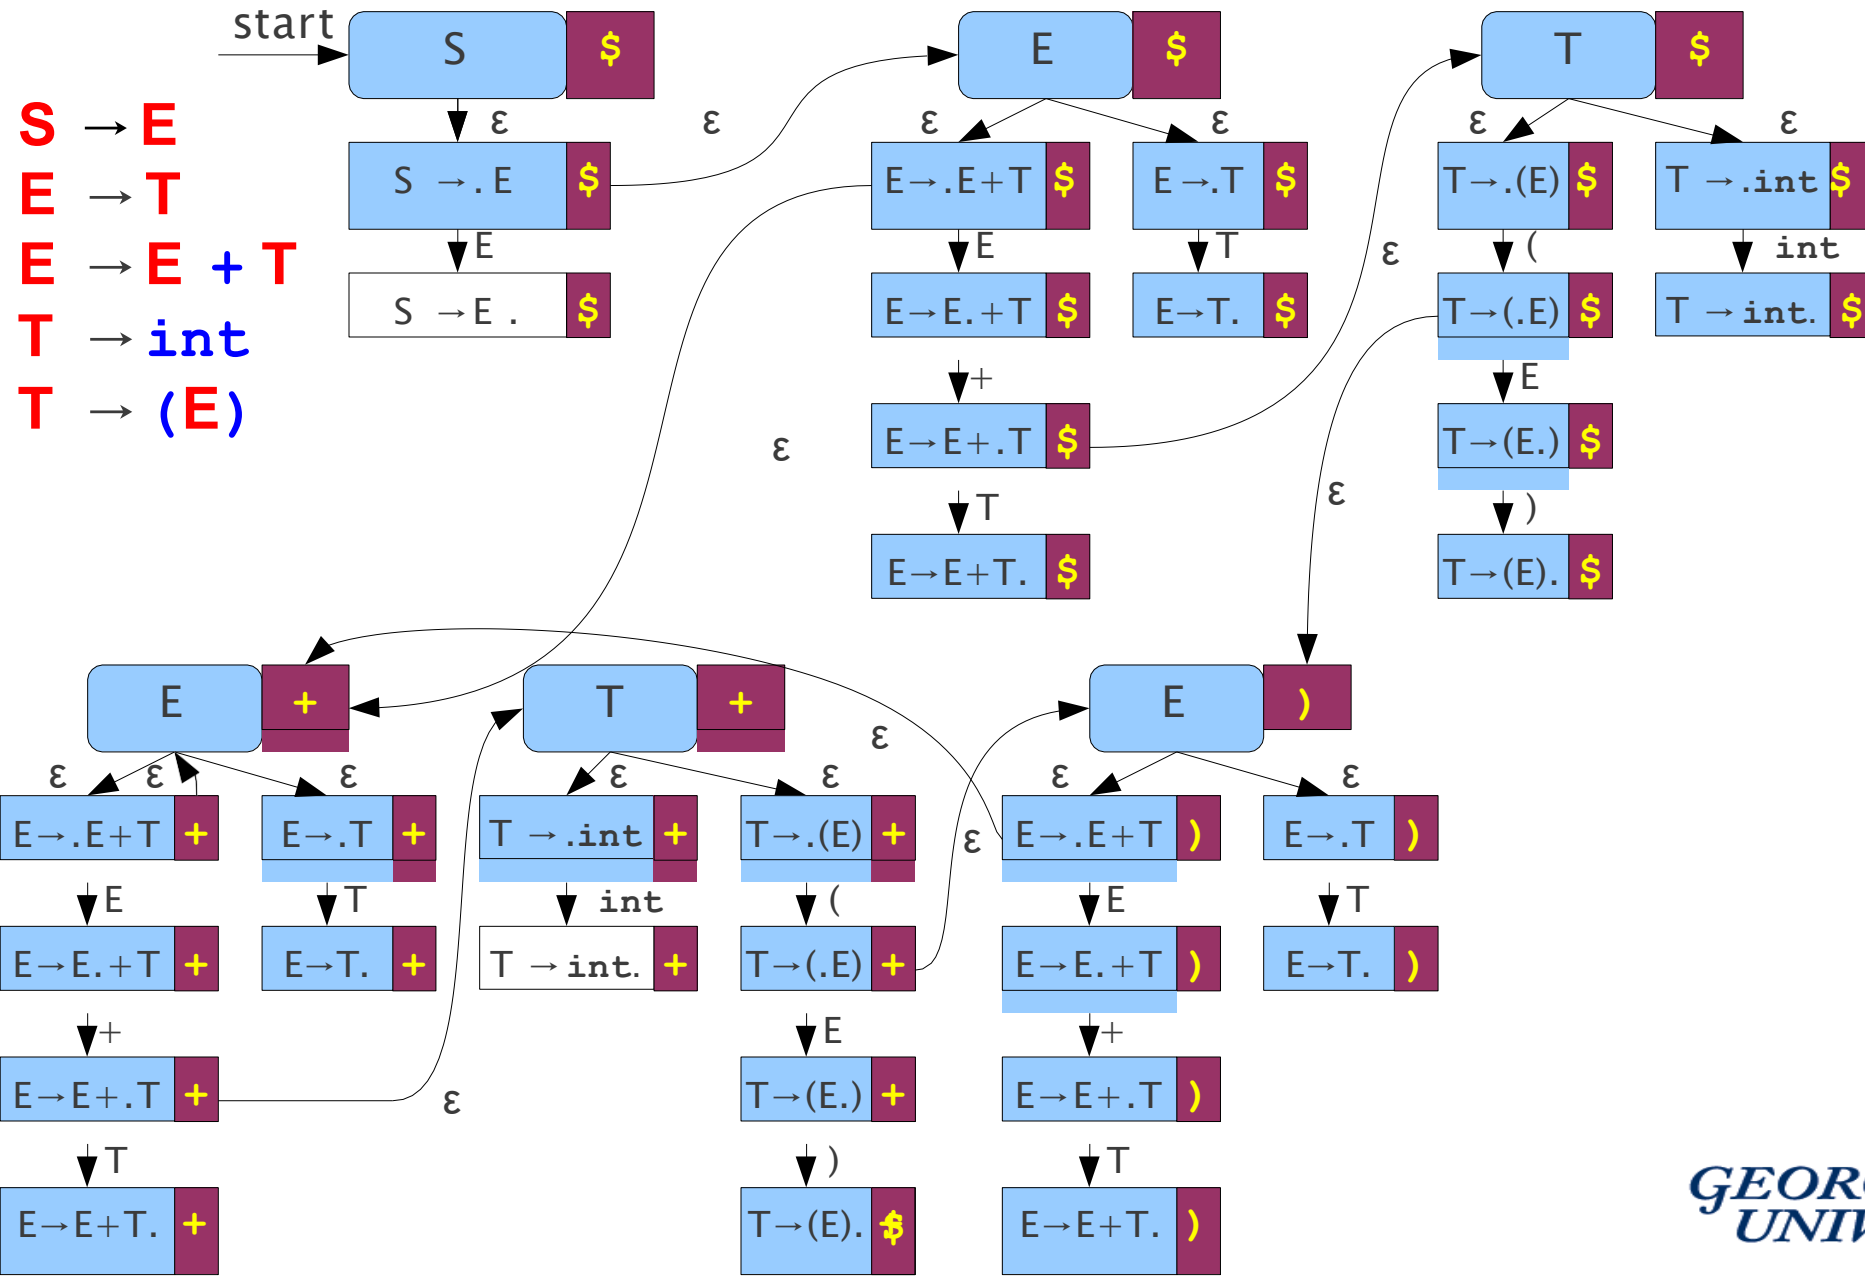 start
S $ E $ T $
ε ε ε ε ε ε
S → E
S → . E $ E→.E+T $ E→.T $ T→.(E) $ T →.int $
E → T
E E T ( int
E → E + T
ε
S → E . $ E→E.+T $ E→T. $ T→(.E) $ T → int. $
T → int
+ E
T → (E)
ε E→E+.T $ T→(E.) $
ε
T )
E→E+T. $ T→(E). $
E + T + E )
ε
ε ε ε ε ε ε ε
E→.E+T + E→.T + T →.int + T→.(E) + ε E→.E+T ) E→.T )
E T int ( E T
E→E.+T + E→T. + T → int. + T→(.E) + E→E.+T ) E→T. )
+ E +
E→E+.T + ε T→(E.) + E→E+.T )
T ) T
E→E+T. + T→(E). +$ E→E+T. )